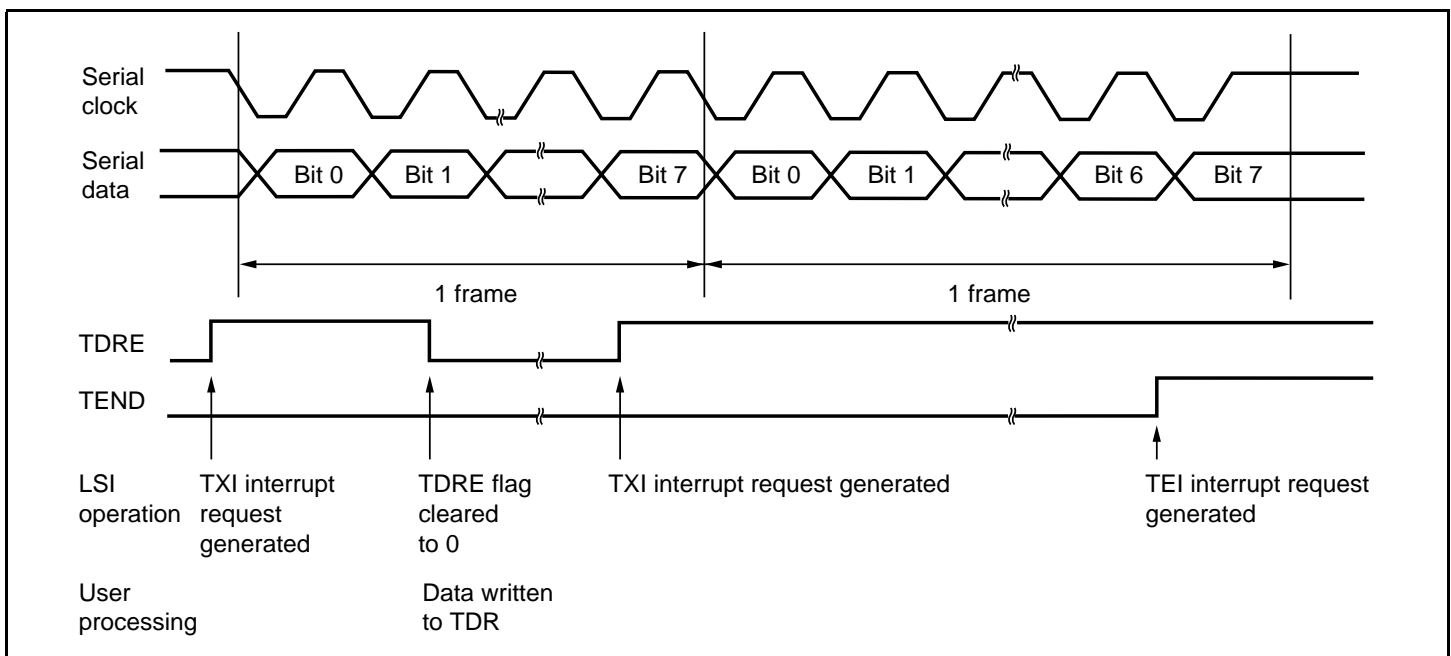 Serial
clock
Serial
data
Bit 0 Bit 1 Bit 7 Bit 0 Bit 1 Bit 6 Bit 7
1 frame 1 frame
TDRE
TEND
LSI
operation
TXI interrupt
request
generated
TDRE flag
cleared
to 0
TXI interrupt request generated
TEI interrupt request
generated
User
processing
Data written
to TDR